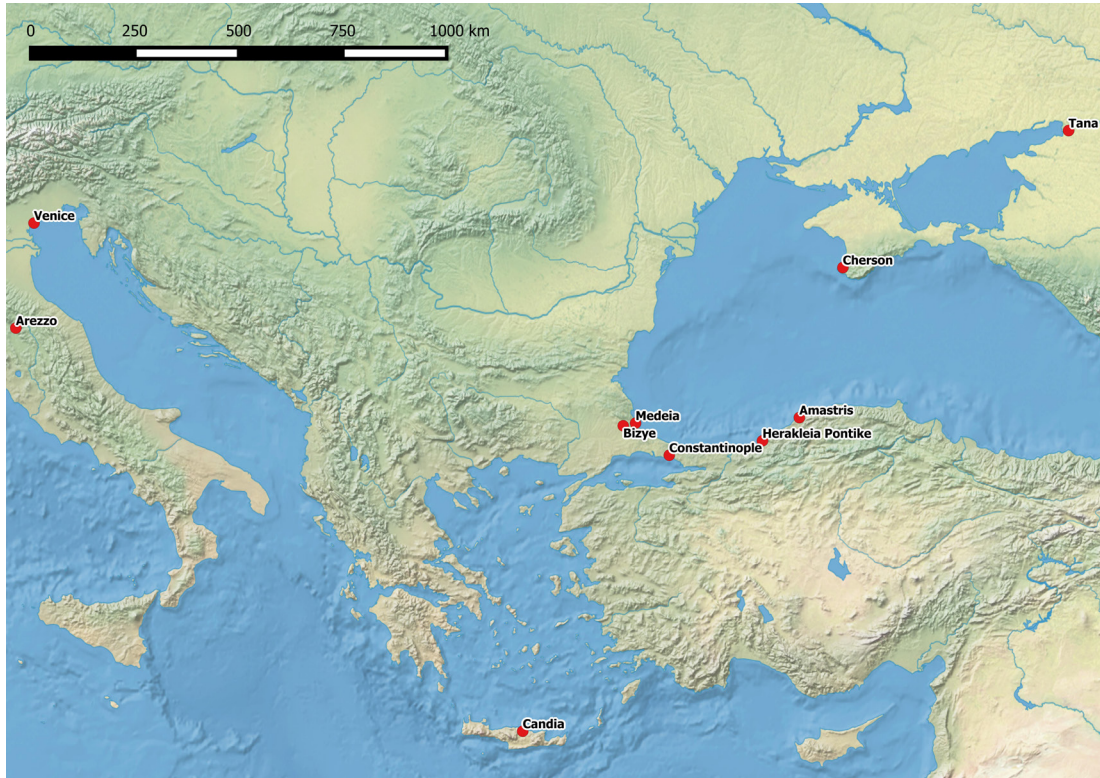 0 250 500 750 1000 km
Tana
Venice
Cherson
Arezzo
Amastris
Medeia
Bizye
Herakleia Pontike
Constantinople
Candia